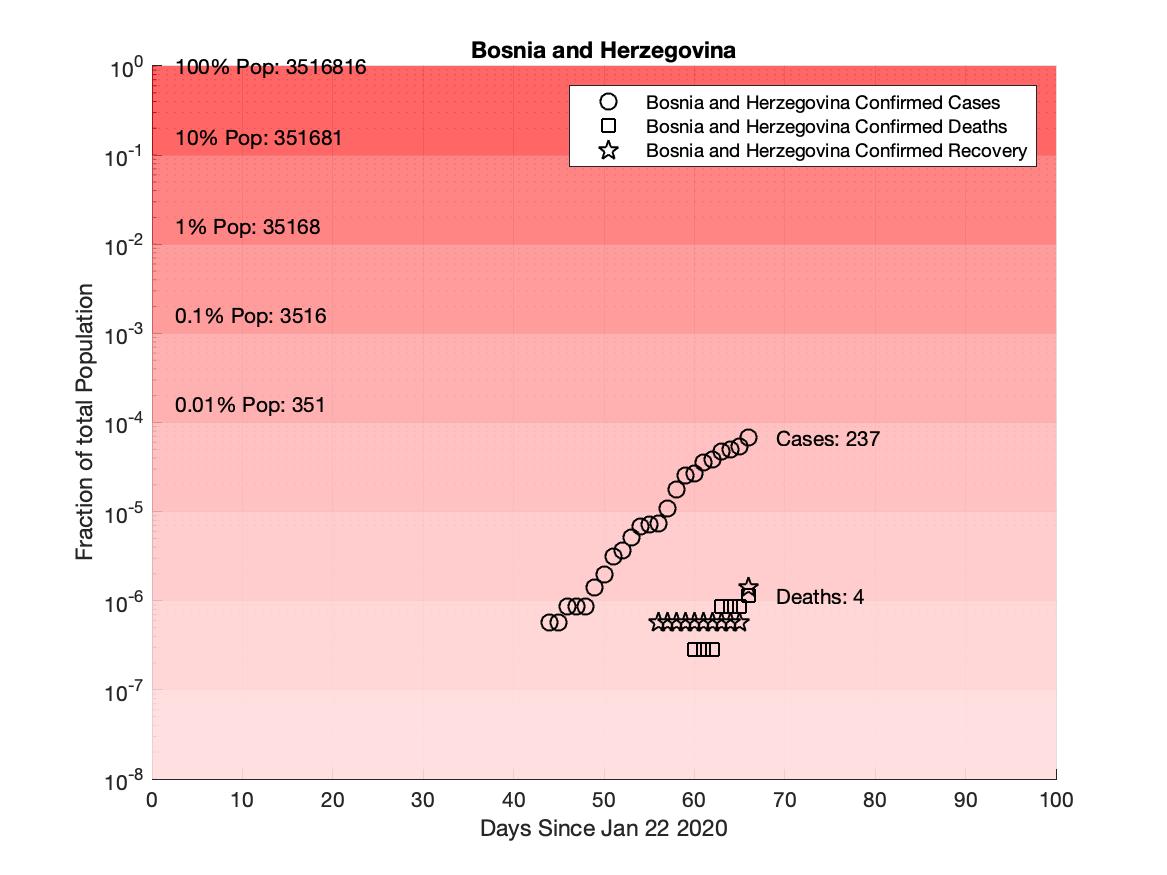 Bosnia and Herzegovina
10^0
100% Pop: 3516816
Bosnia and Herzegovina Confirmed Cases
Bosnia and Herzegovina Confirmed Deaths
Bosnia and Herzegovina Confirmed Recovery
10% Pop: 351681
10^-1
1% Pop: 35168
10^-2
0.1% Pop: 3516
10^-3
0.01% Pop: 351
10^-4
Cases: 237
10^-5
Deaths: 4
10^-6
10^-7
10^-8
Fraction of total Population
0 10 20 30 40 50 60 70 80 90 100
Days Since Jan 22 2020